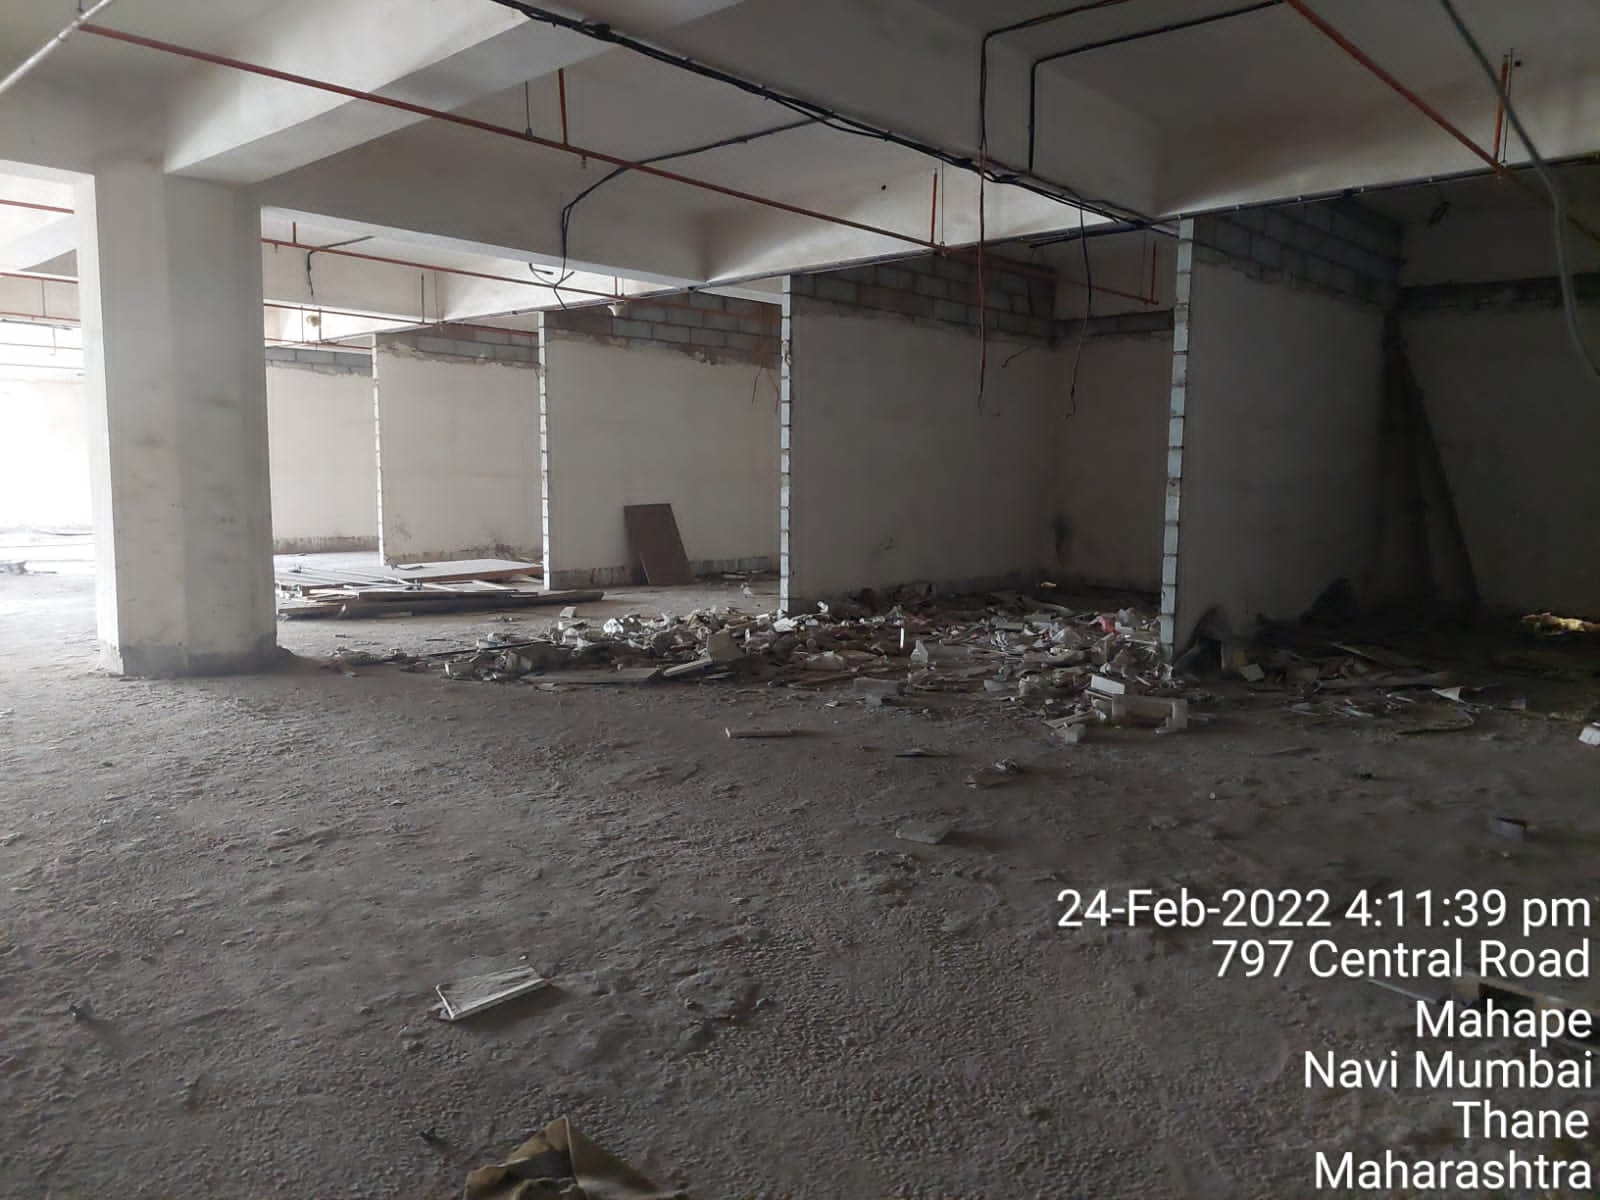 24-Feb-2022 4:11:39 pm
797 Central Road
Mahape
Navi Mumbai
Thane
Maharashtra